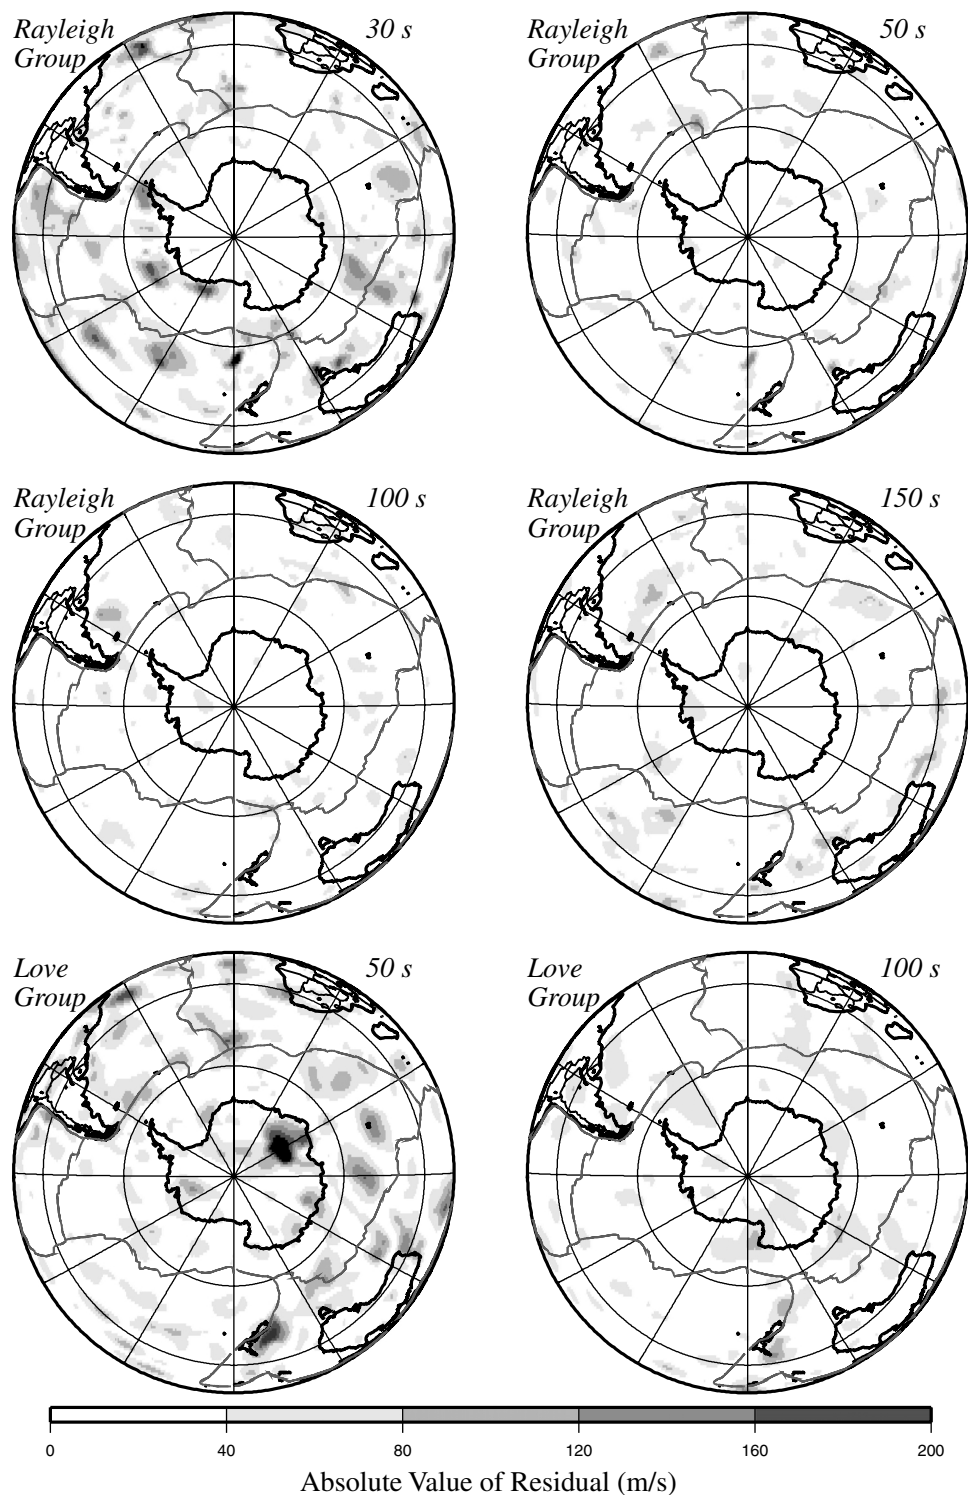 Rayleigh
Group
30 s
Rayleigh
Group
50 s
Rayleigh
Group
100 s
Rayleigh
Group
150 s
Love
Group
50 s
Love
Group
100 s
0 40 80 120 160 200
Absolute Value of Residual (m/s)